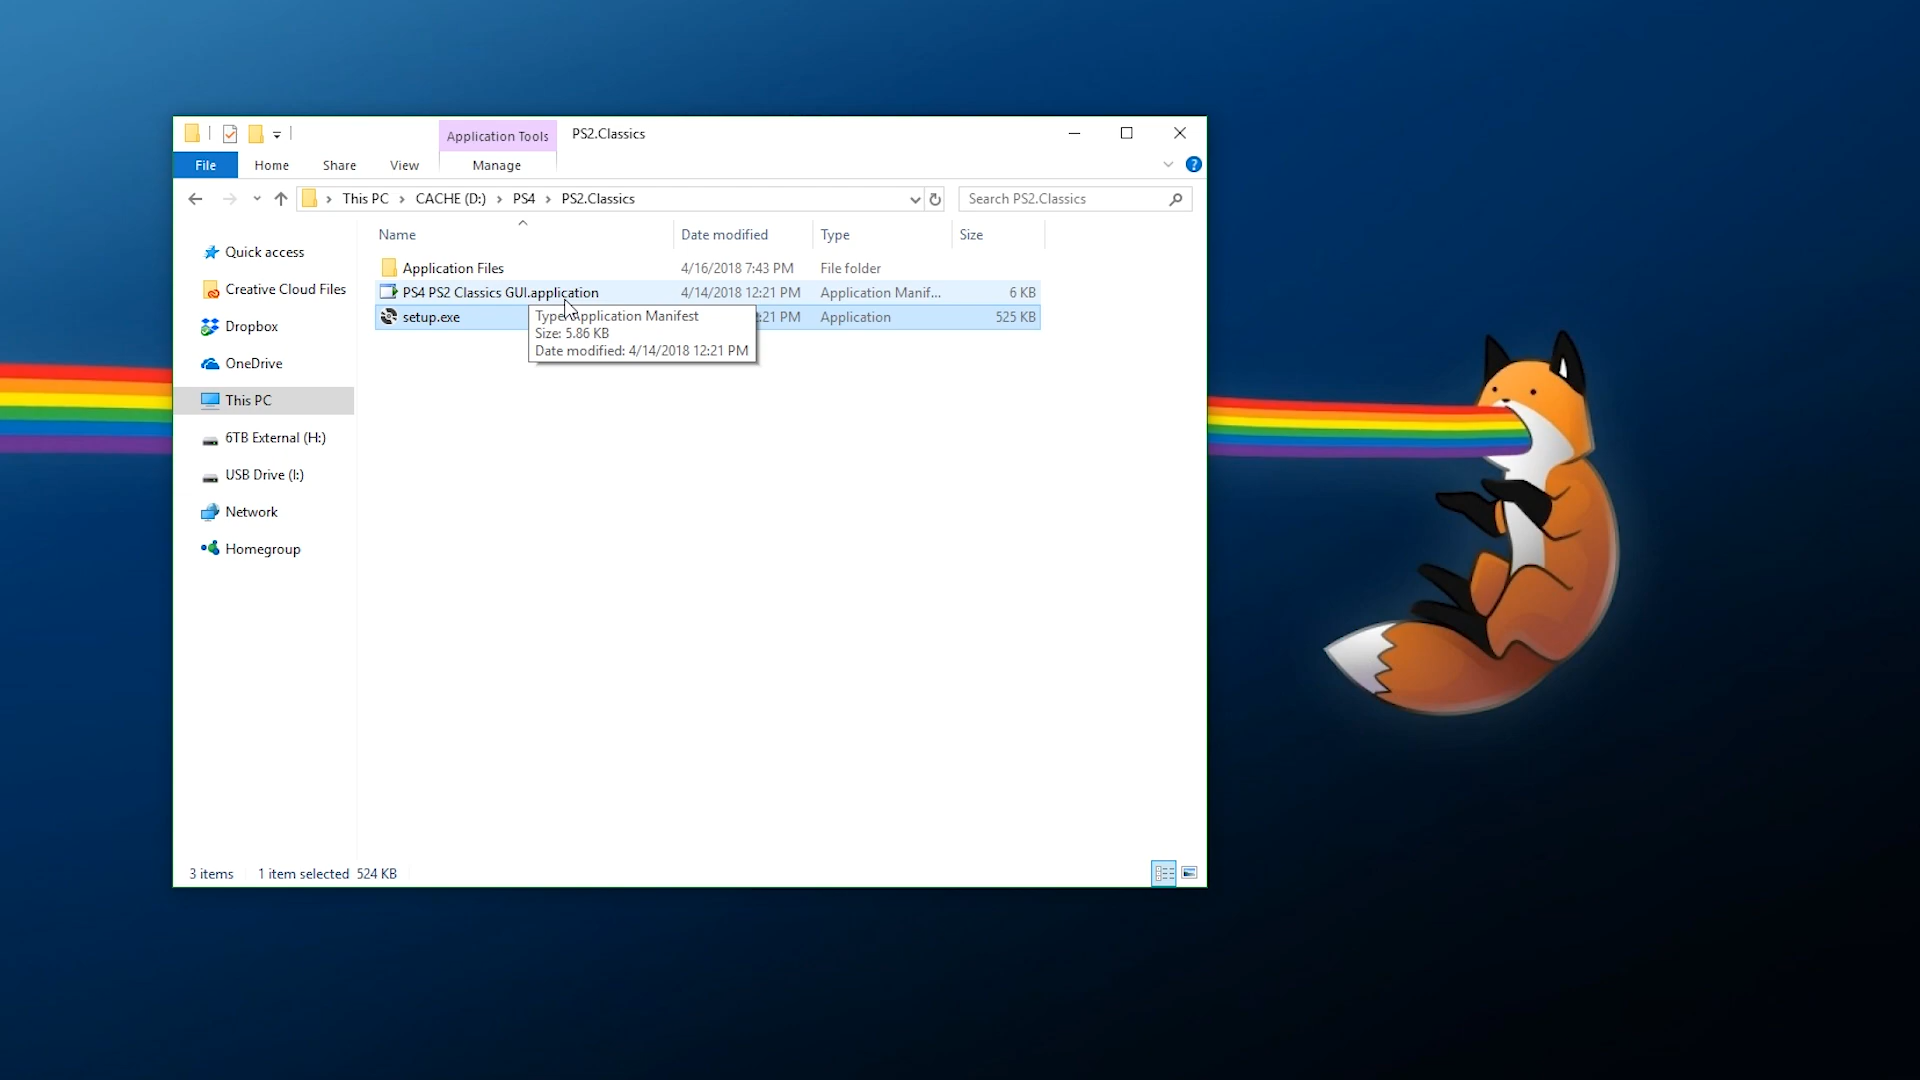 Application Tools PS2.Classics
File Home Share View Manage
This PC CACHE (D:) PS4 PS2.Classics Search PS2.Classics
Name Date modified Type Size
Quick access
Creative Cloud Files
Dropbox
OneDrive
This PC
6TB External (H:)
USB Drive (I:)
Network
Homegroup
Application Files 4/16/2018 7:43 PM File folder
PS4 PS2 Classics GUI.application 4/14/2018 12:21 PM Application Manif... 6 KB
setup.exe :21 PM Application 525 KB
Type: Application Manifest
Size: 5.86 KB
Date modified: 4/14/2018 12:21 PM
3 items 1 item selected 524 KB